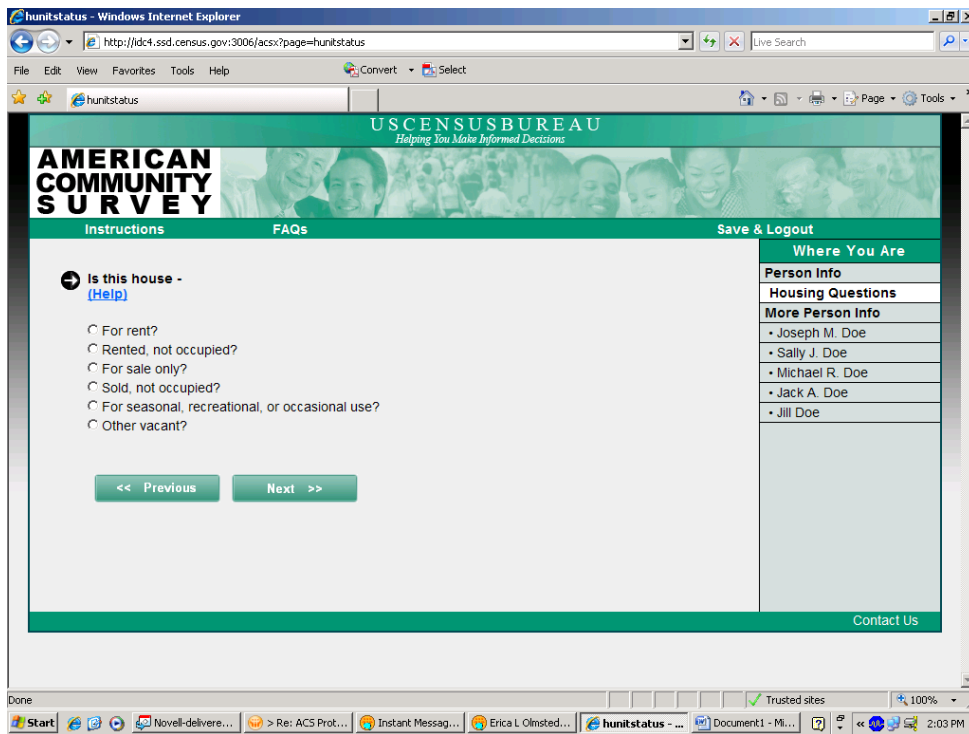 hunitstatus - Windows Internet Explorer
http://idc4.ssd.census.gov:3006/acsx?page=hunitstatus
Live Search
File Edit View Favorites Tools Help
Convert Select
hunitstatus
Page Tools
USCENSUSBUREAU
Helping You Make Informed Decisions
AMERICAN
COMMUNITY
SURVEY
Instructions FAQs Save & Logout
Where You Are
Person Info
Housing Questions
More Person Info
• Joseph M. Doe
• Sally J. Doe
• Michael R. Doe
• Jack A. Doe
• Jill Doe
Is this house -
(Help)
For rent?
Rented, not occupied?
For sale only?
Sold, not occupied?
For seasonal, recreational, or occasional use?
Other vacant?
<< Previous Next >>
Contact Us
Done Trusted sites 100%
Start Novell-delivere... > Re: ACS Prot... Instant Messag... Erica L Olmsted... hunitstatus - ... Document1 - Mi... 2:03 PM